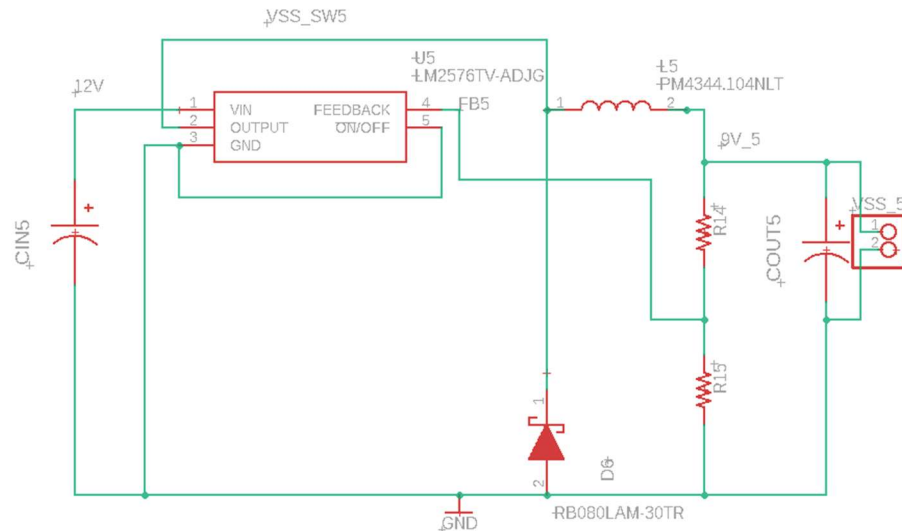 VSS_SW5
12V
U5
LM2576TV-ADJG
1 VIN FEEDBACK 4
2 OUTPUT ON/OFF 5
3 GND
FB5
L5
PM4344.104NLT
1 2
9V_5
CIN5
R14
R15
COUT5
VSS_5
1
2
1
2
D6
RB080LAM-30TR
GND